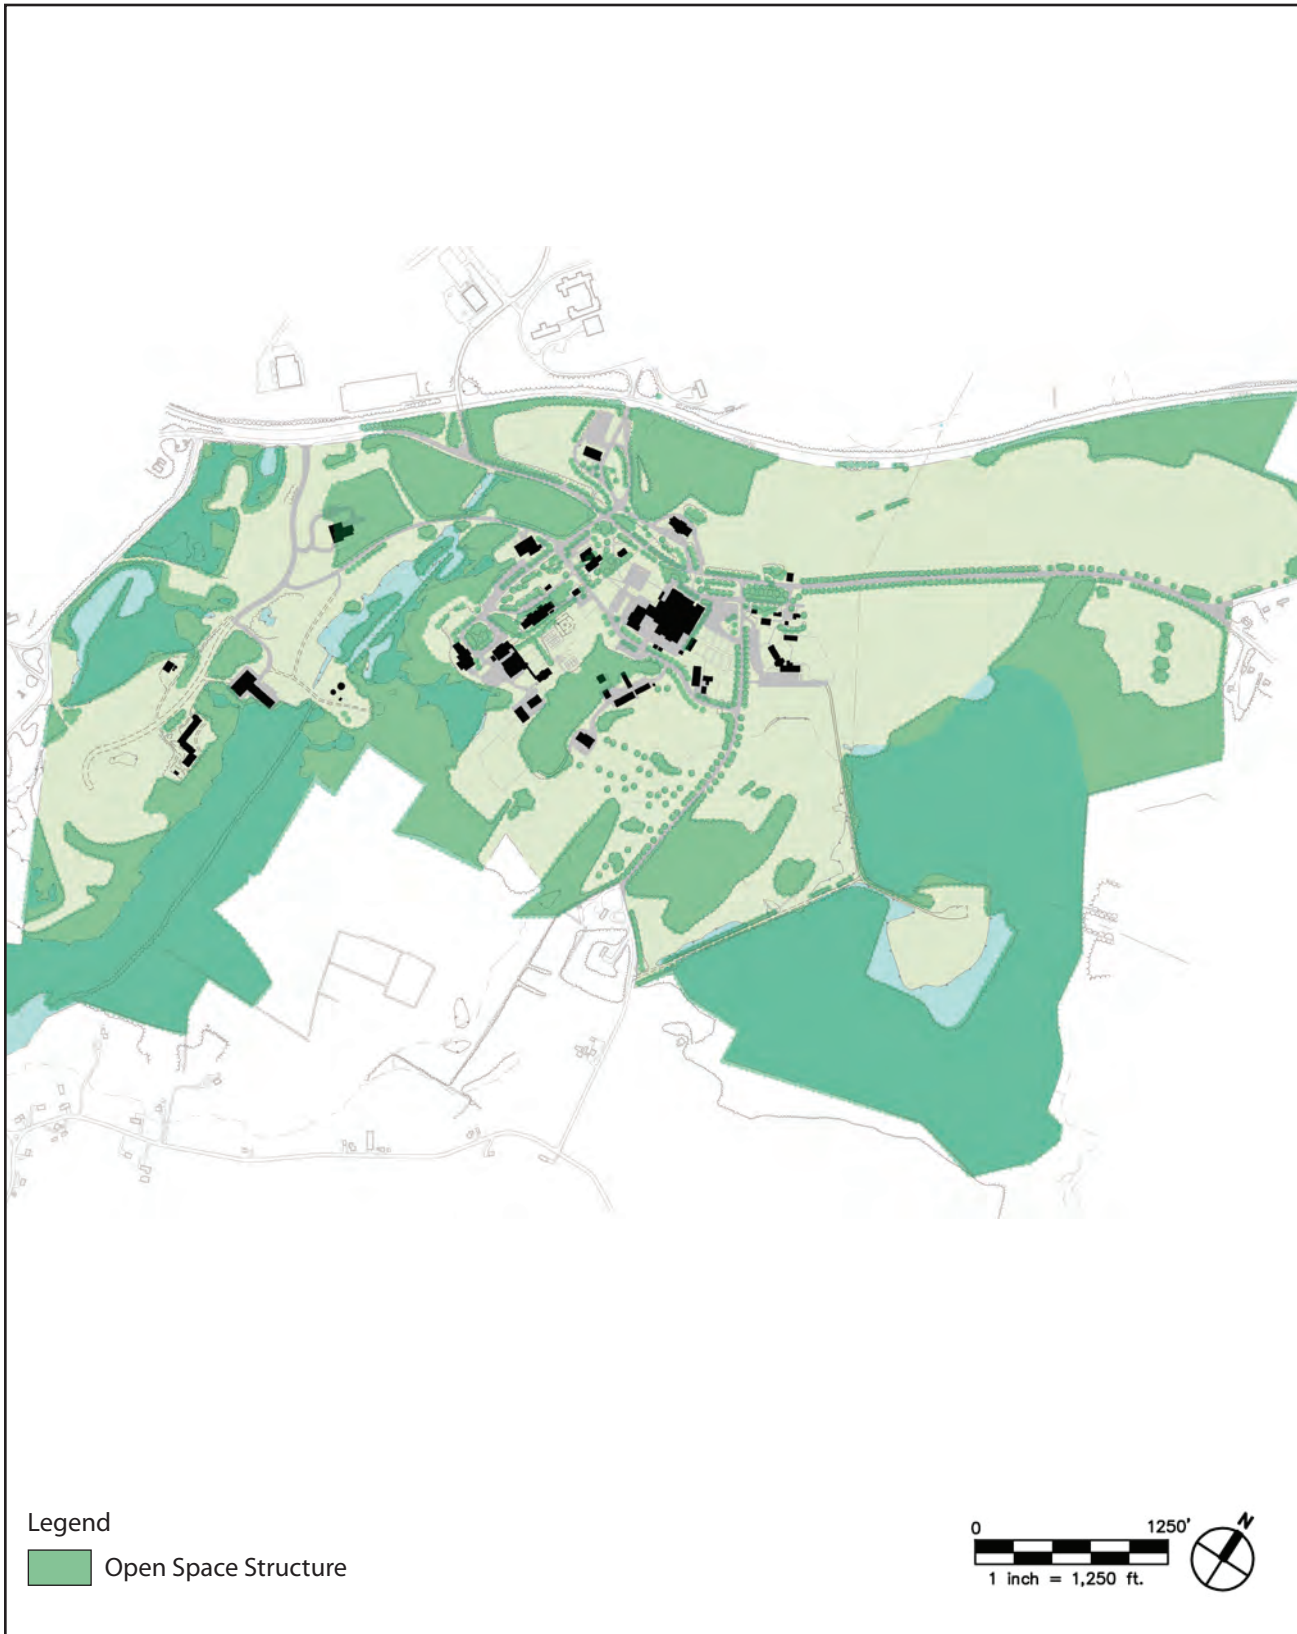 Legend
Open Space Structure
0 1250'
1 inch = 1,250 ft.
N